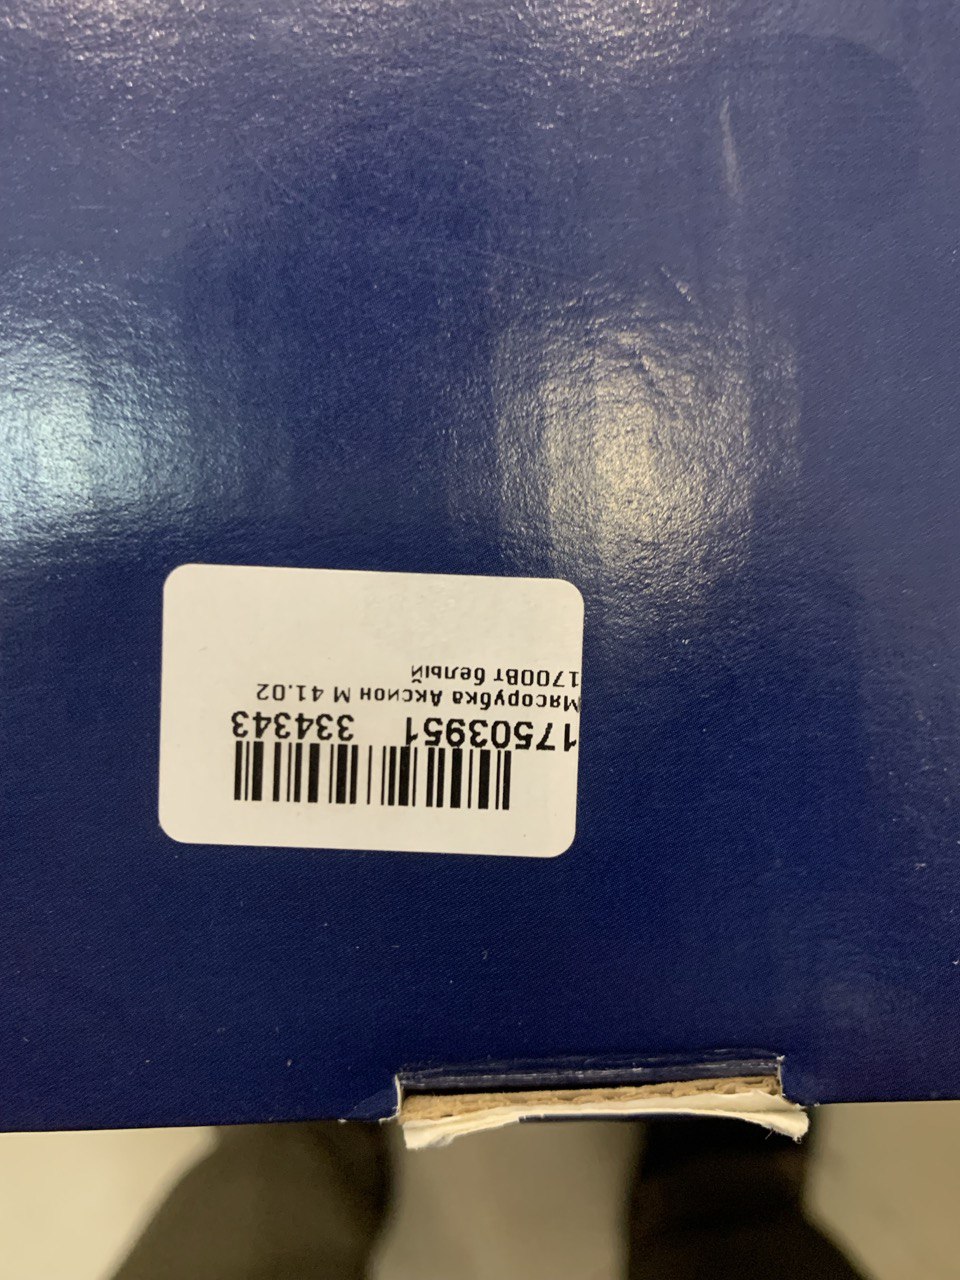 17503951 334343
Мясорубка Аксион М 41.02
1700Вт белый